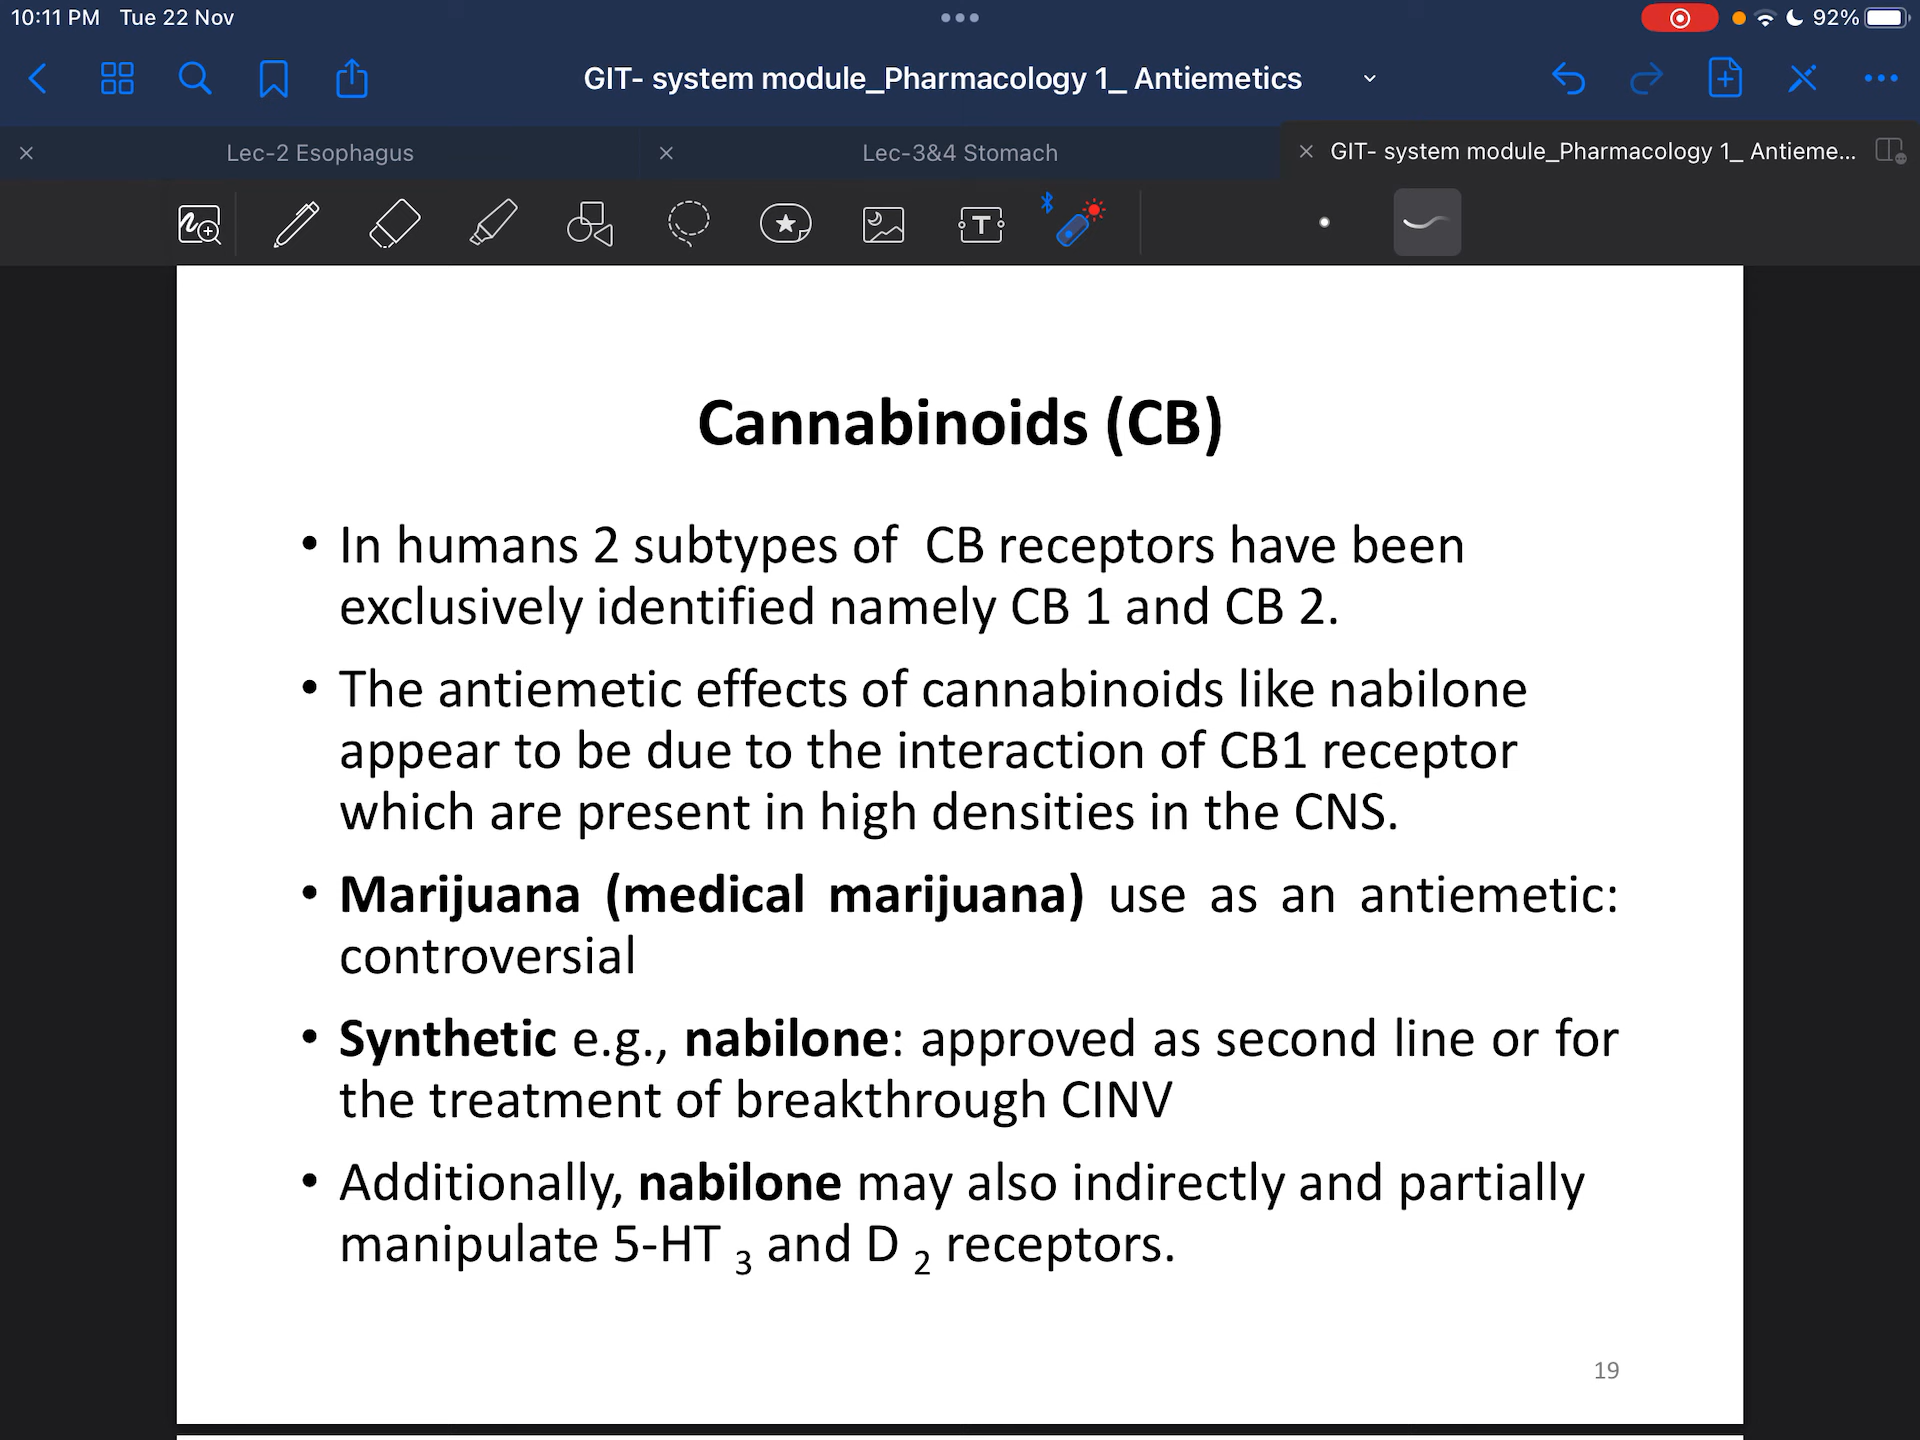 10:11 PM Tue 22 Nov
92%
GIT- system module_Pharmacology 1_ Antiemetics
Lec-2 Esophagus
Lec-3&4 Stomach
GIT- system module_Pharmacology 1_ Antieme...
T
Cannabinoids (CB)
• In humans 2 subtypes of CB receptors have been
exclusively identified namely CB 1 and CB 2.
• The antiemetic effects of cannabinoids like nabilone
appear to be due to the interaction of CB1 receptor
which are present in high densities in the CNS.
• Marijuana (medical marijuana) use as an antiemetic:
controversial
• Synthetic e.g., nabilone: approved as second line or for
the treatment of breakthrough CINV
• Additionally, nabilone may also indirectly and partially
manipulate 5-HT 3 and D 2 receptors.
19